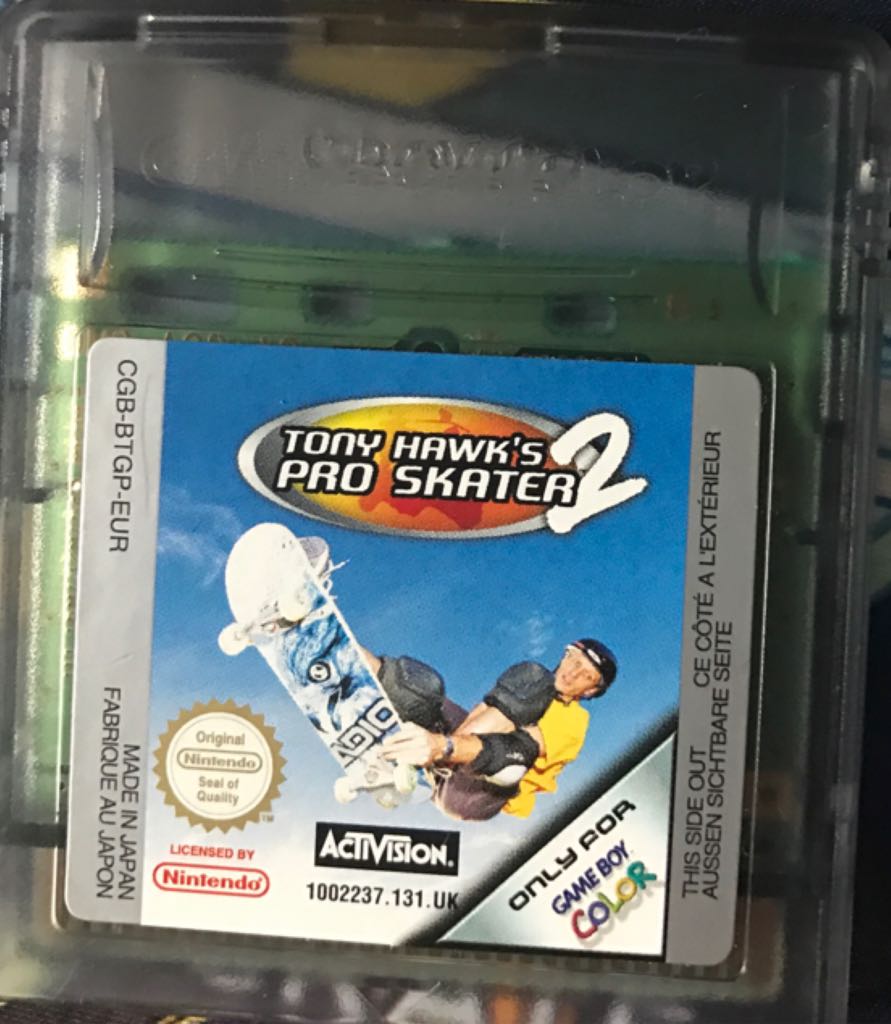 CGB-BTGP-EUR
MADE IN JAPAN
FABRIQUE AU JAPON
TONY HAWK'S
PRO SKATER 2
ADIO
Original
Nintendo
Seal of
Quality
TM
LICENSED BY
Nintendo®
ACTIVISION®
1002237.131.UK
ONLY FOR
GAME BOY
COLOR
THIS SIDE OUT CE CÔTÉ A L'EXTÉRIEUR
AUSSEN SICHTBARE SEITE